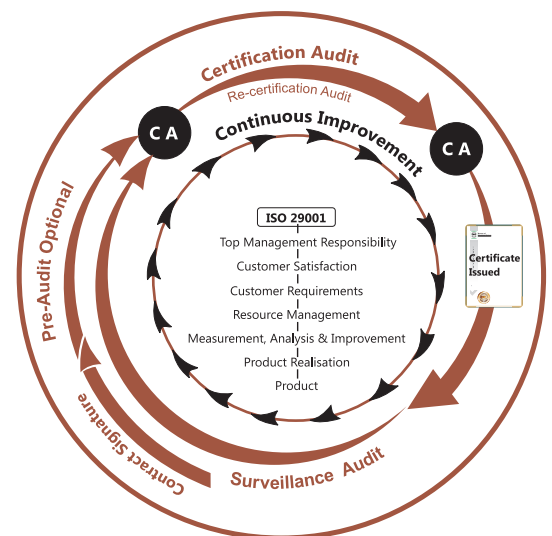 Certification Audit
Re-certification Audit
Continuous Improvement
C A
C A
Pre-Audit Optional
Contract Signature
Surveillance Audit
Certificate
Issued
ISO 29001
Top Management Responsibility
Customer Satisfaction
Customer Requirements
Resource Management
Measurement, Analysis & Improvement
Product Realisation
Product